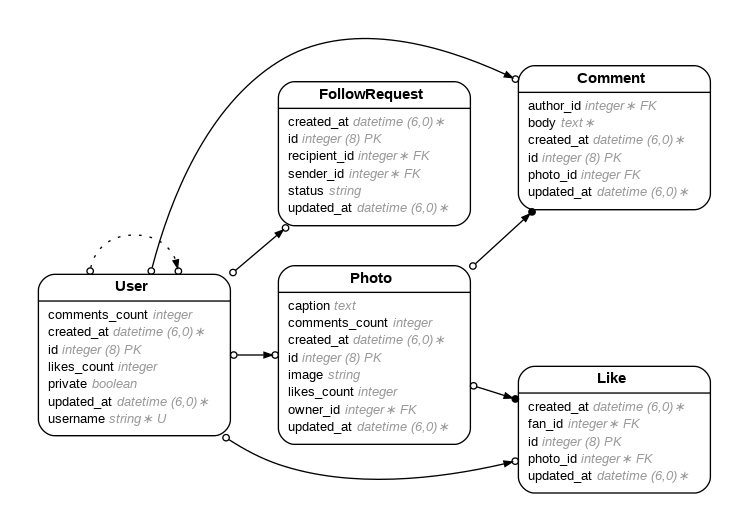 FollowRequest
created_at datetime (6,0)∗
id integer (8) PK
recipient_id integer∗ FK
sender_id integer∗ FK
status string
updated_at datetime (6,0)∗
Comment
author_id integer∗ FK
body text∗
created_at datetime (6,0)∗
id integer (8) PK
photo_id integer FK
updated_at datetime (6,0)∗
User
comments_count integer
created_at datetime (6,0)∗
id integer (8) PK
likes_count integer
private boolean
updated_at datetime (6,0)∗
username string∗ U
Photo
caption text
comments_count integer
created_at datetime (6,0)∗
id integer (8) PK
image string
likes_count integer
owner_id integer∗ FK
updated_at datetime (6,0)∗
Like
created_at datetime (6,0)∗
fan_id integer∗ FK
id integer (8) PK
photo_id integer∗ FK
updated_at datetime (6,0)∗